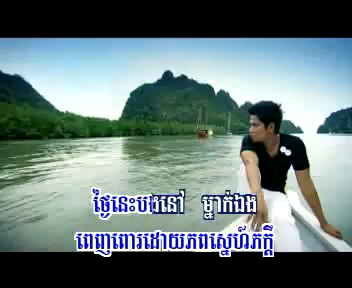 ថ្ងៃនេះបងនៅ ម្នាក់ឯង
ពេញពោរដោយភពស្នេហ៍ភក្ដី